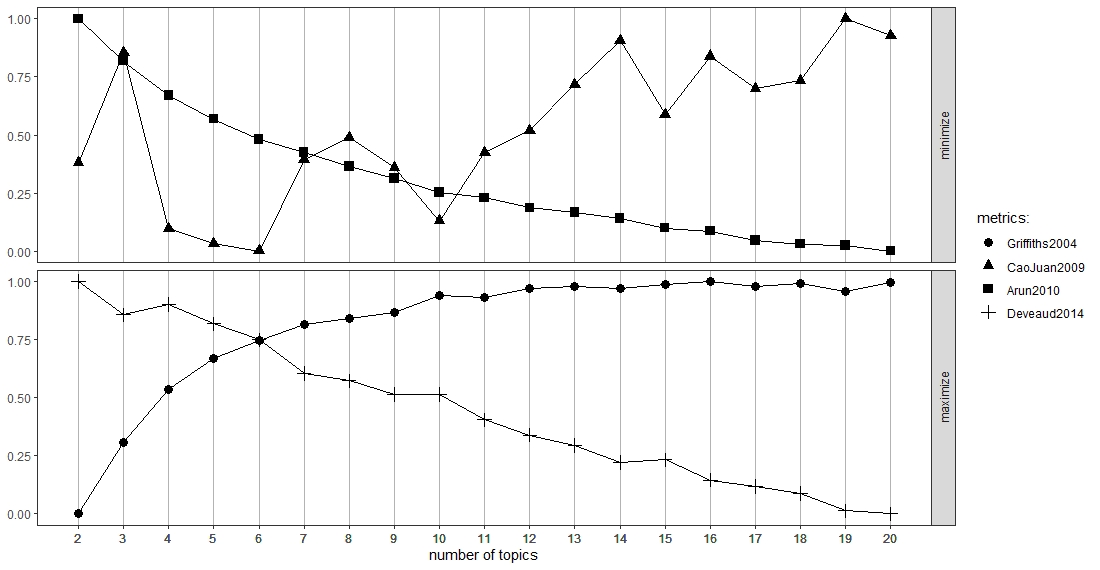 1.00
0.75
0.50
0.25
0.00
minimize
1.00
0.75
0.50
0.25
0.00
maximize
2 3 4 5 6 7 8 9 10 11 12 13 14 15 16 17 18 19 20
number of topics
metrics:
Griffiths2004
CaoJuan2009
Arun2010
Deveaud2014